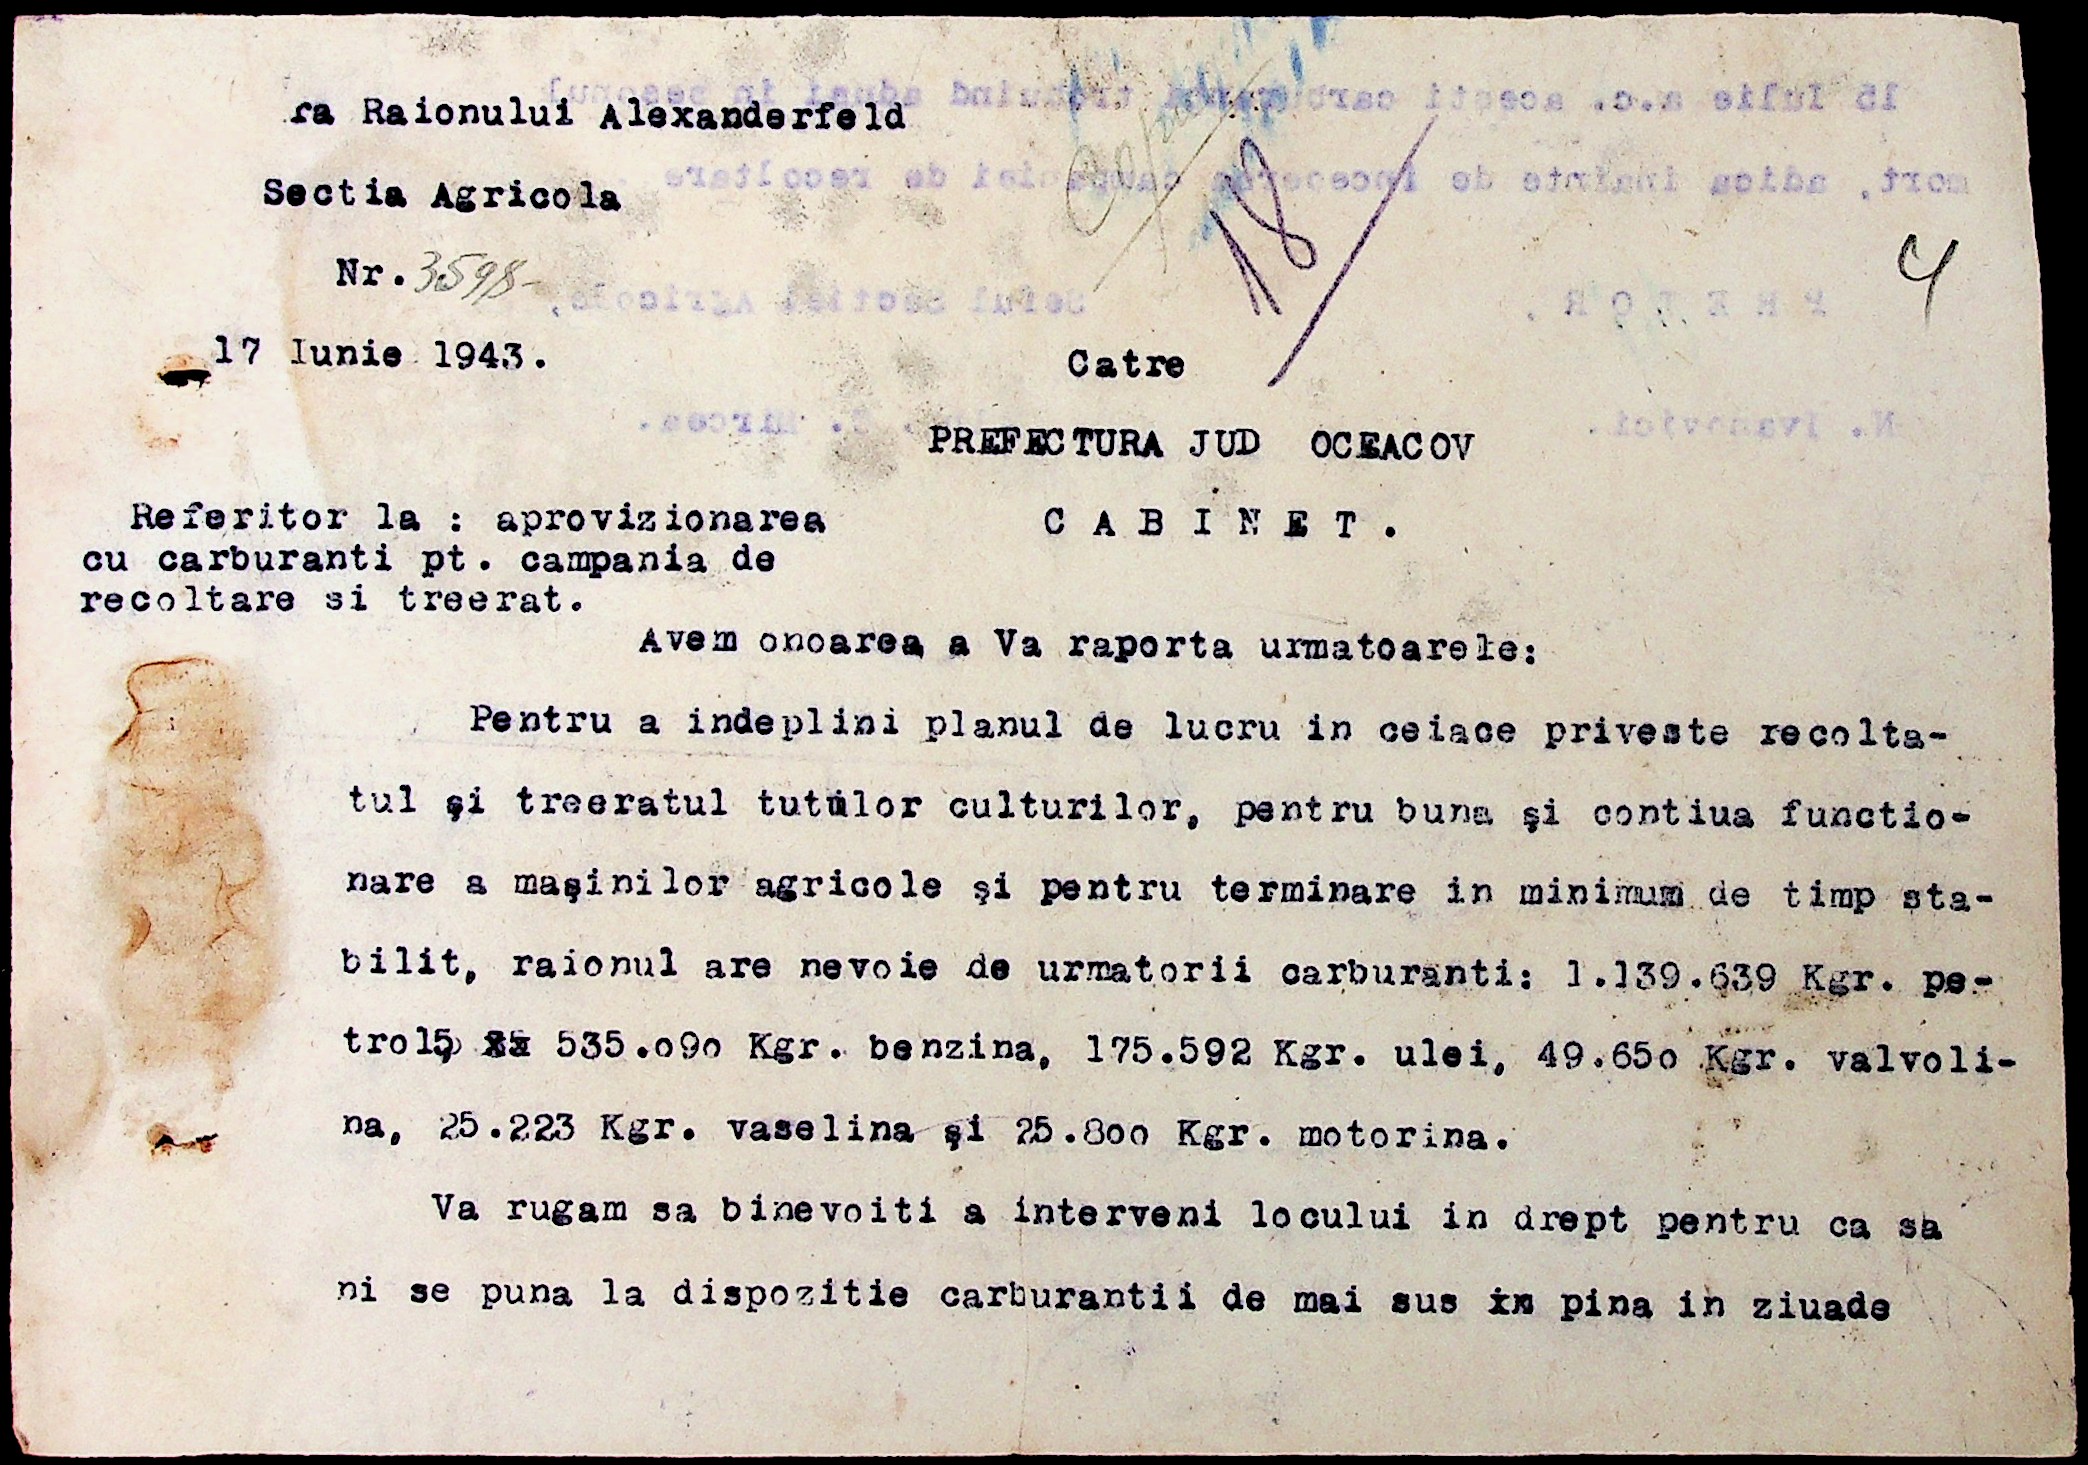 ra Raionului Alexanderfeld
Sectia Agricola
Nr. 3598-
17 Iunie 1943.
18
4
Catre
PREFECTURA JUD OCEACOV
C A B I N E T .
Referitor la : aprovizionarea
cu carburanti pt. campania de
recoltare si treerat.
Avem onoarea a Va raporta urmatoarele:
Pentru a indeplini planul de lucru in ceiace priveste recolta-
tul şi treeratul tutulor culturilor, pentru buna şi contiua functio-
nare a maşinilor agricole şi pentru terminare in minimum de timp sta-
bilit, raionul are nevoie de urmatorii carburanti: 1.139.639 Kgr. pe-
trol, 535.o9o Kgr. benzina, 175.592 Kgr. ulei, 49.65o Kgr. valvoli-
na, 25.223 Kgr. vaselina şi 25.8oo Kgr. motorina.
Va rugam sa binevoiti a interveni locului in drept pentru ca sa
ni se puna la dispozitie carburantii de mai sus pina in ziuade